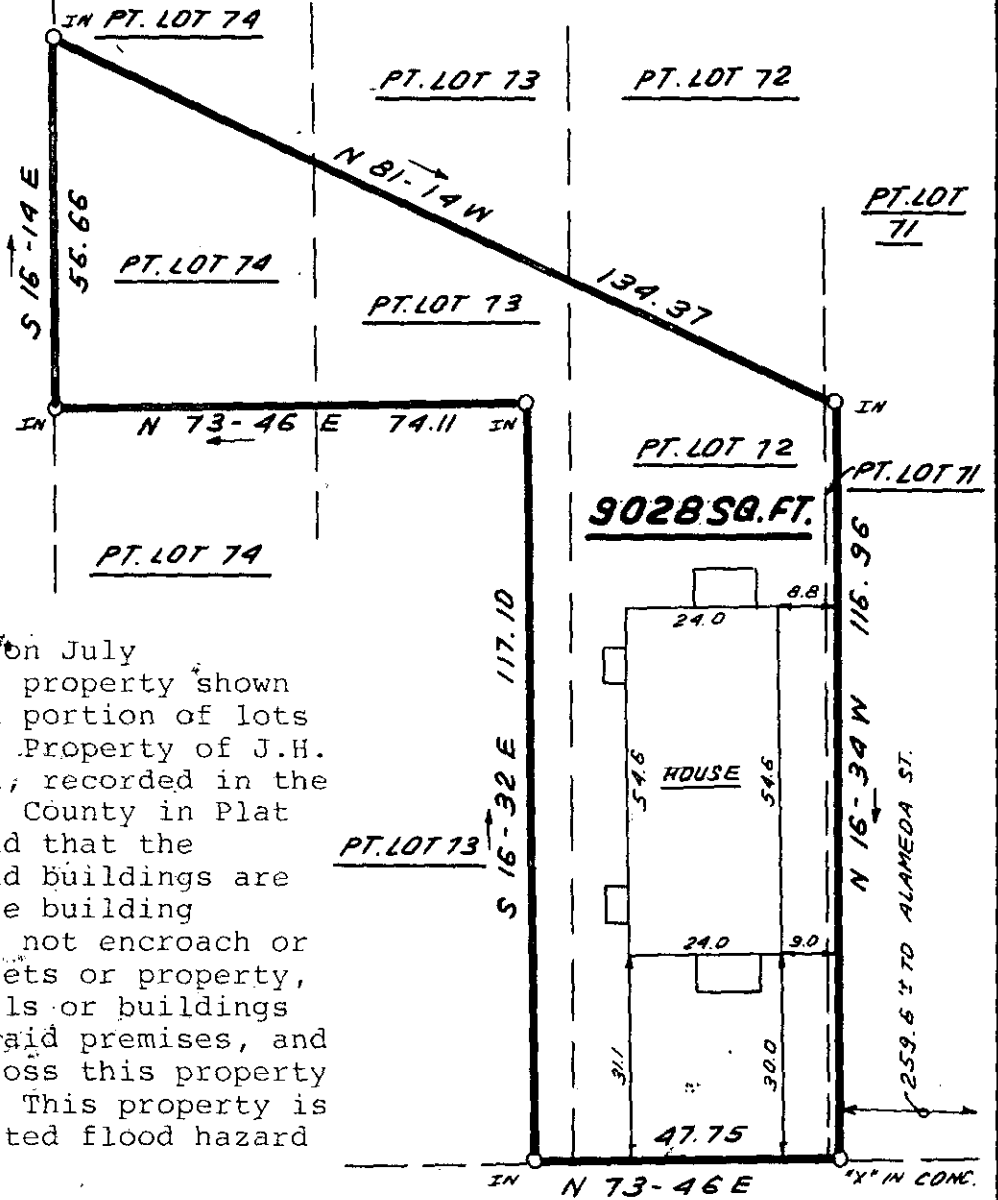 IN PT. LOT 74
PT. LOT 73
PT. LOT 72
PT. LOT
71
N 81-14 W
134.37
S 16-14 E
56.66
PT. LOT 74
PT. LOT 73
IN
N 73-46 E 74.11 IN
IN
PT. LOT 72
PT. LOT 71
9028 SQ. FT.
PT. LOT 74
S 16-32 E 117.10
N 16-34 W 116.96
8.8
24.0
54.6
HOUSE
54.6
on July
property shown
portion of lots
Property of J.H.
, recorded in the
County in Plat
d that the
d buildings are
e building
not encroach or
ets or property,
ls or buildings
aid premises, and
oss this property
This property is
ted flood hazard
PT. LOT 73
24.0
9.0
31.1
30.0
259.6 ± TO ALAMEDA ST.
47.75
IN
N 73-46 E
"X" IN CONC.